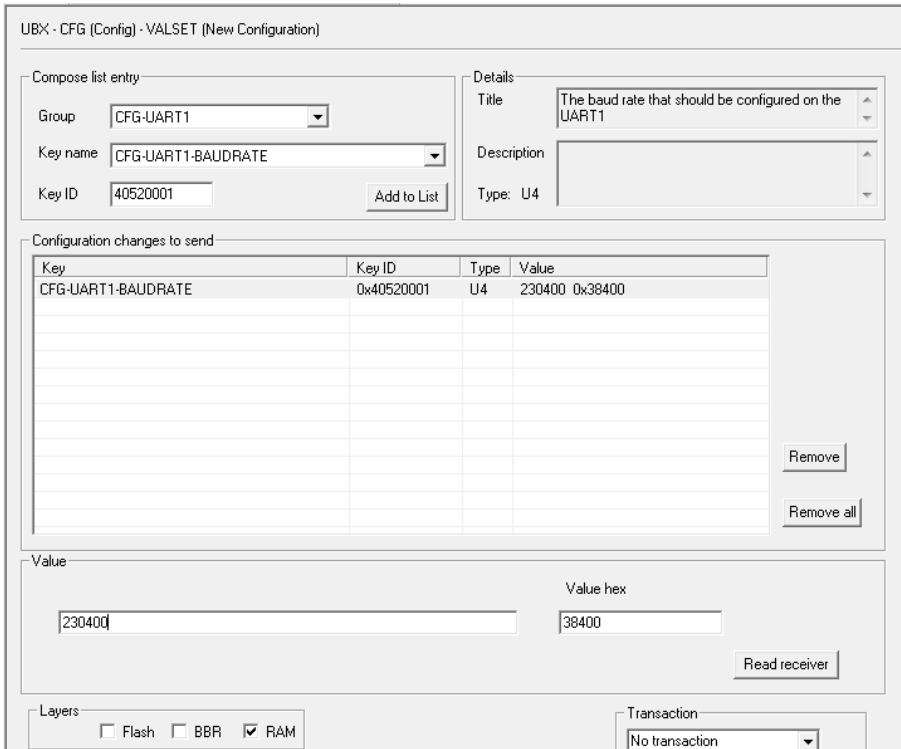 UBX - CFG (Config) - VALSET (New Configuration)
Compose list entry
Group CFG-UART1
Key name CFG-UART1-BAUDRATE
Key ID 40520001 Add to List
Details
Title The baud rate that should be configured on the
UART1
Description
Type: U4
Configuration changes to send
Key Key ID Type Value
CFG-UART1-BAUDRATE 0x40520001 U4 230400 0x38400
Remove
Remove all
Value
Value hex
230400 38400
Read receiver
Layers
Flash BBR RAM
Transaction
No transaction